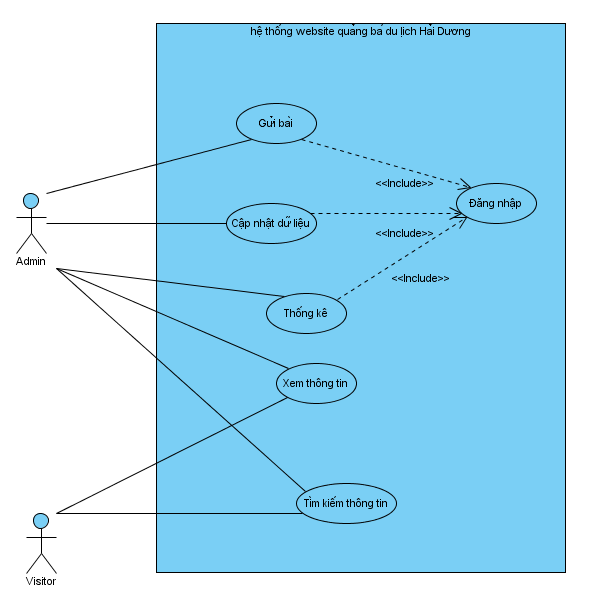 hệ thống website quảng bá du lịch Hải Dương
Gửi bài
<<Include>>
Đăng nhập
Cập nhật dữ liệu
<<Include>>
Admin
<<Include>>
Thống kê
Xem thông tin
Tìm kiếm thông tin
Visitor